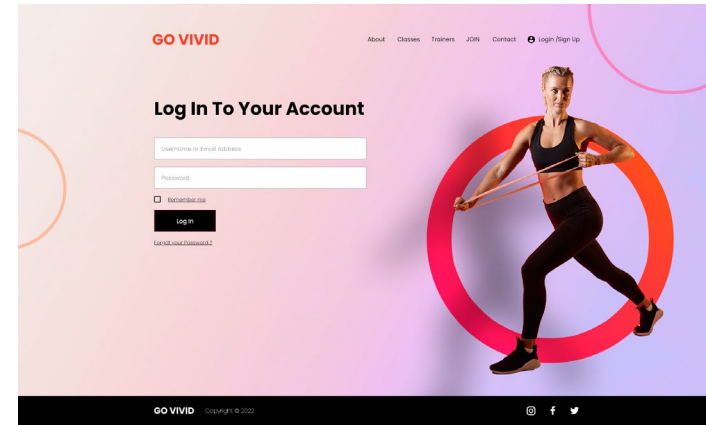 GO VIVID
About Classes Trainers JOIN Contact Login /Sign Up
Log In To Your Account
Username or Email Address
Password
Remember me
Log In
Forgot your Password ?
GO VIVID Copyright © 2022